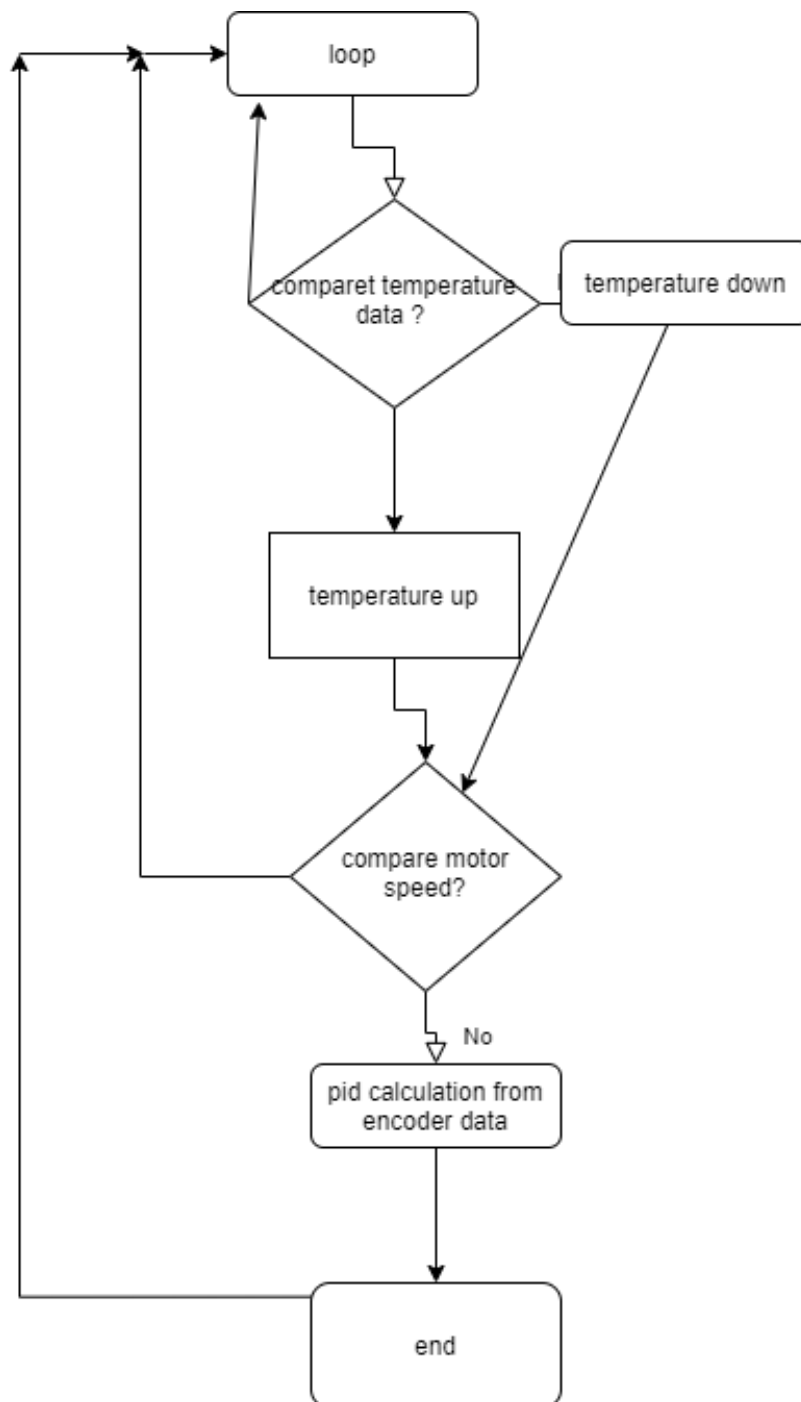 loop
comparet temperature
data ?
temperature down
temperature up
compare motor
speed?
No
pid calculation from
encoder data
end